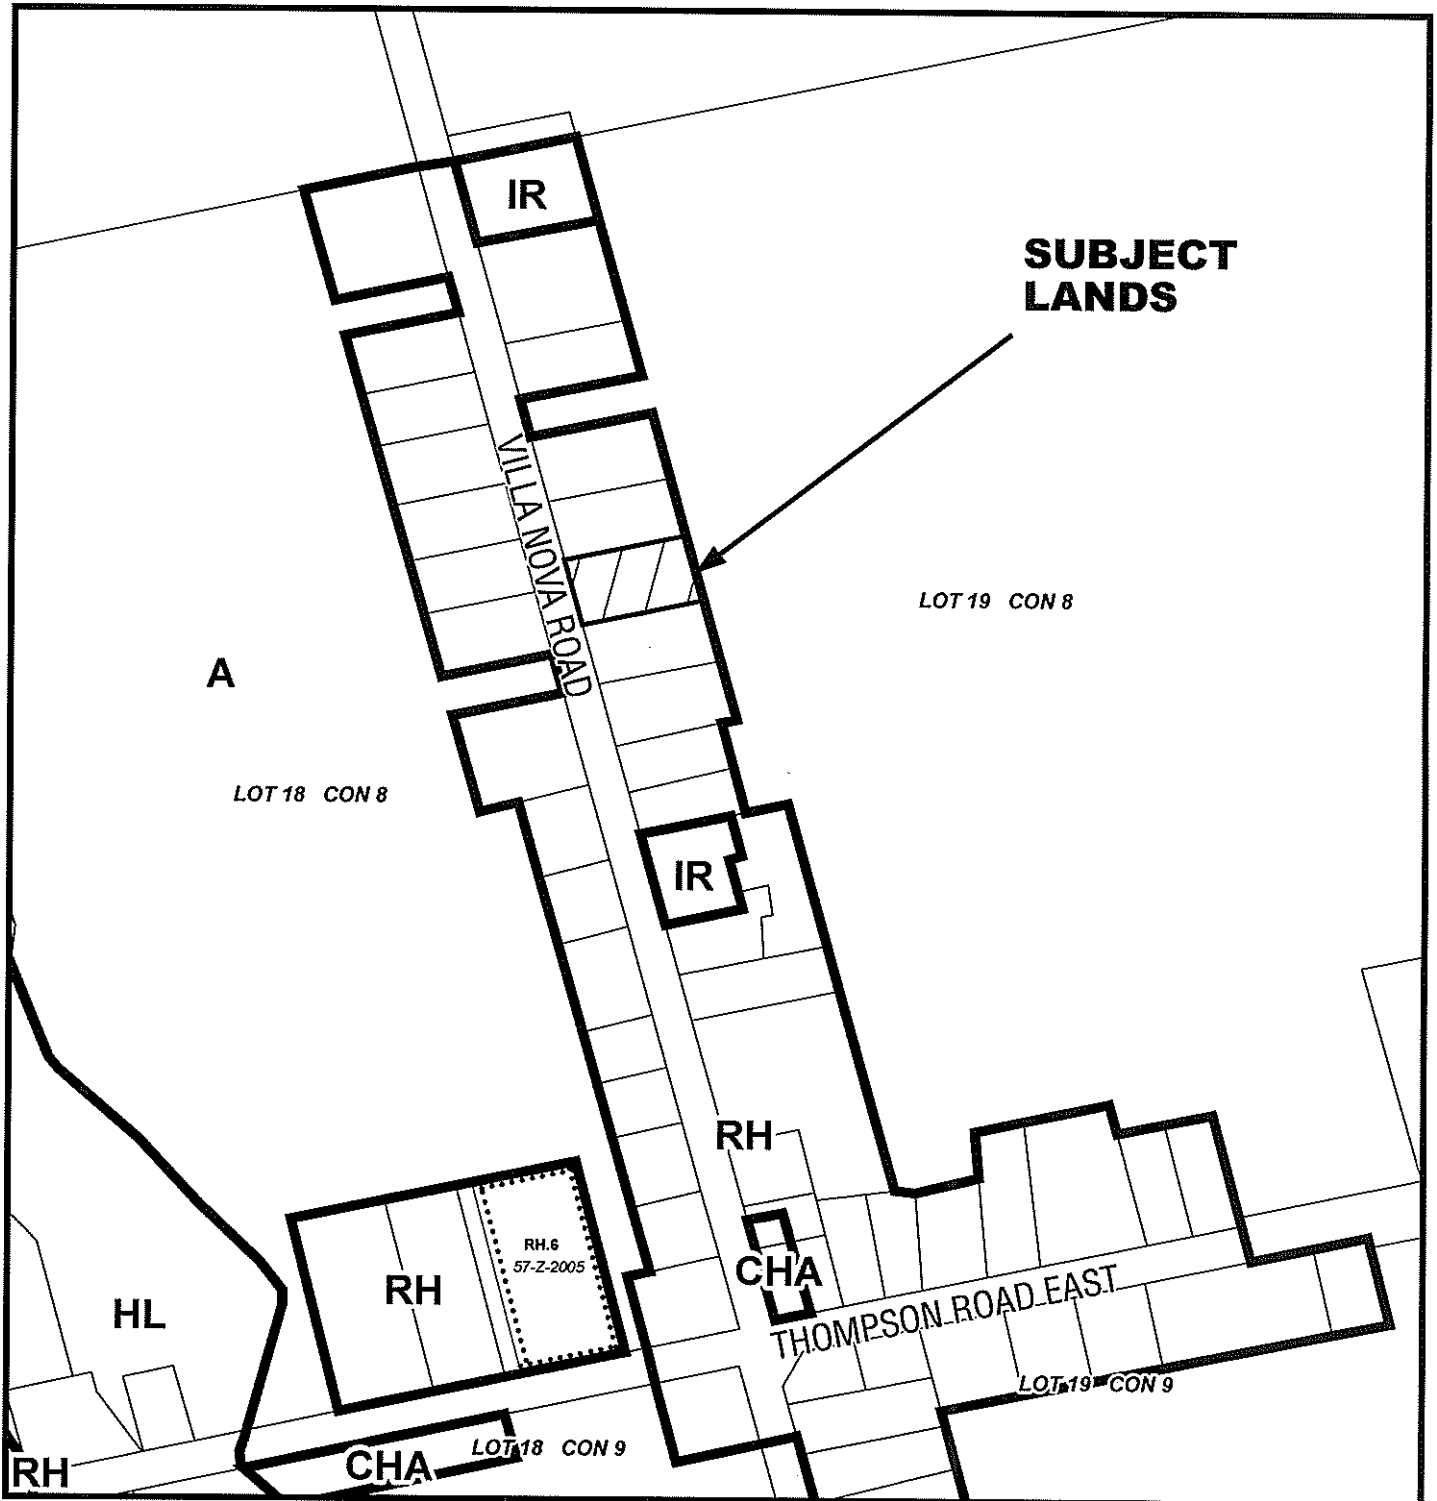 IR
SUBJECT
LANDS
VILLA NOVA ROAD
LOT 19 CON 8
A
LOT 18 CON 8
IR
RH
RH.6
57-Z-2005
RH
CHA
HL
THOMPSON ROAD EAST
LOT 19 CON 9
LOT 18 CON 9
CHA
RH